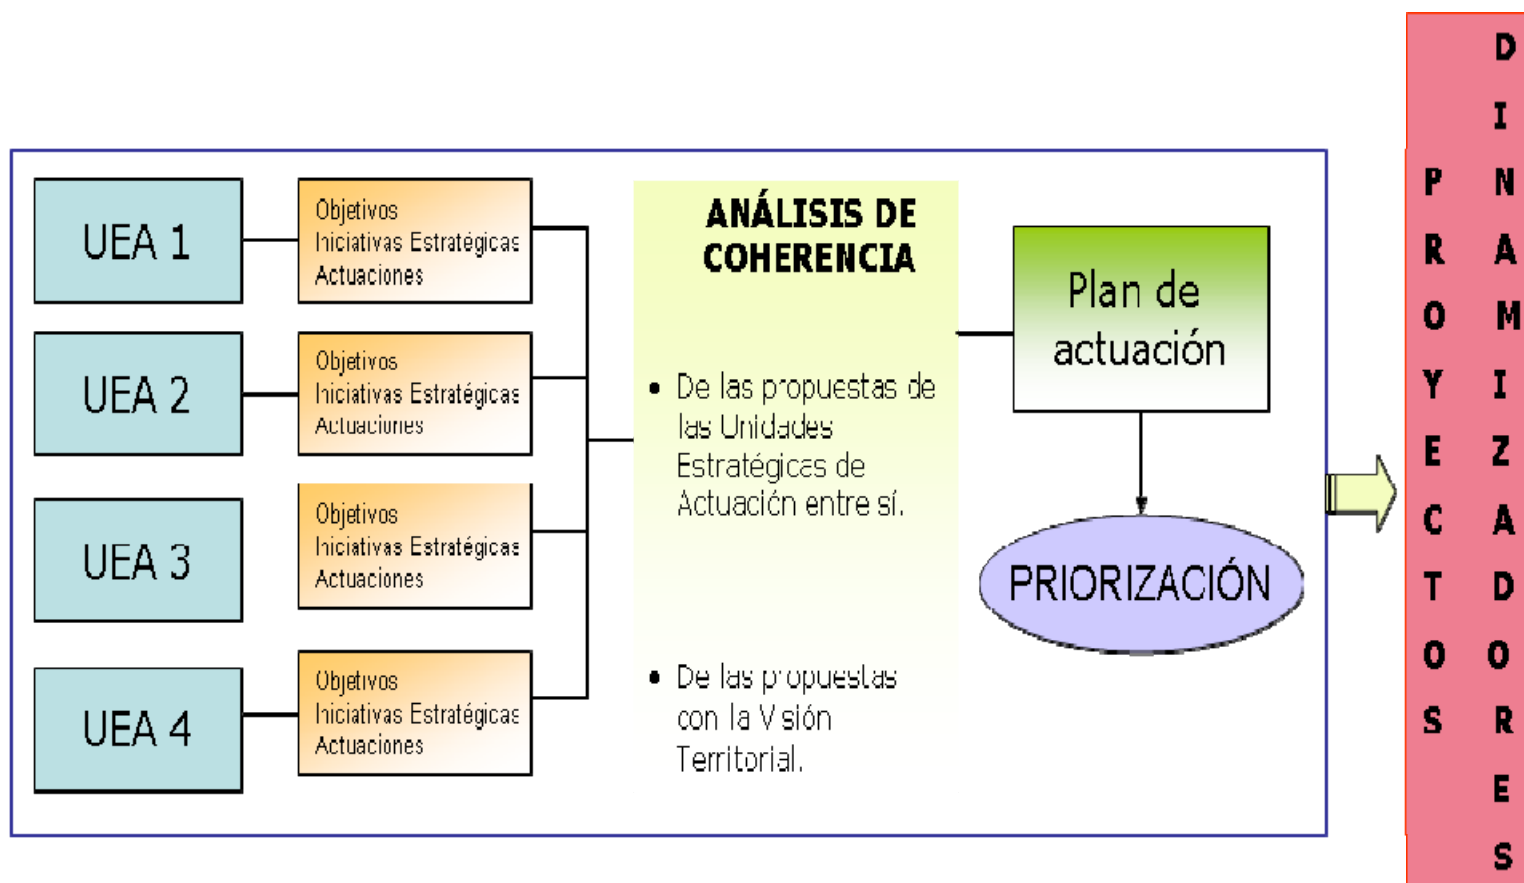 UEA 1
Objetivos
Iniciativas Estratégicas
Actuaciones
UEA 2
Objetivos
Iniciativas Estratégicas
Actuaciones
UEA 3
Objetivos
Iniciativas Estratégicas
Actuaciones
UEA 4
Objetivos
Iniciativas Estratégicas
Actuaciones
ANÁLISIS DE
COHERENCIA
• De las propuestas de
las Unidades
Estratégicas de
Actuación entre sí.
• De las propuestas
con la Visión
Territorial.
Plan de
actuación
PRIORIZACIÓN
PROYECTOS
DINAMIZADORES